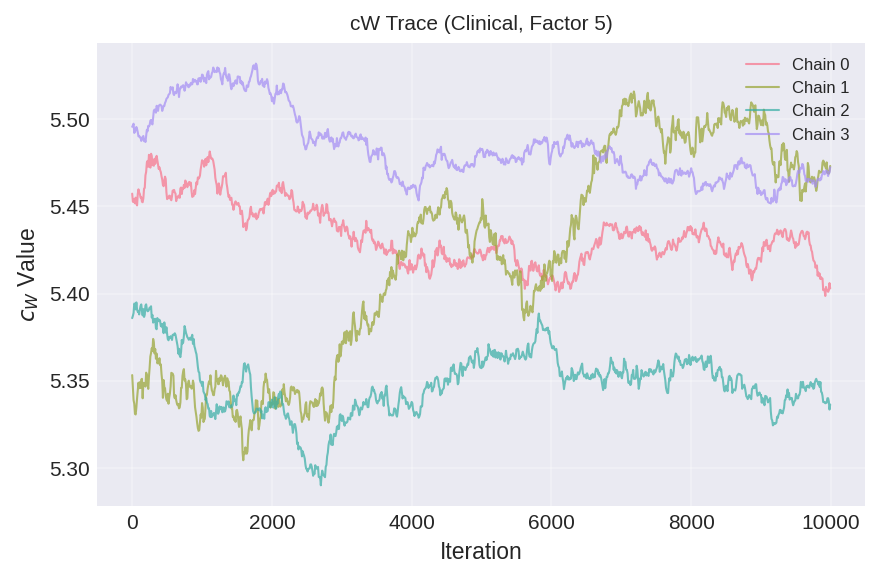 cW Trace (Clinical, Factor 5)
Chain 0
Chain 1
Chain 2
Chain 3
5.50
5.45
5.40
5.35
5.30
c_W Value
0 2000 4000 6000 8000 10000
Iteration